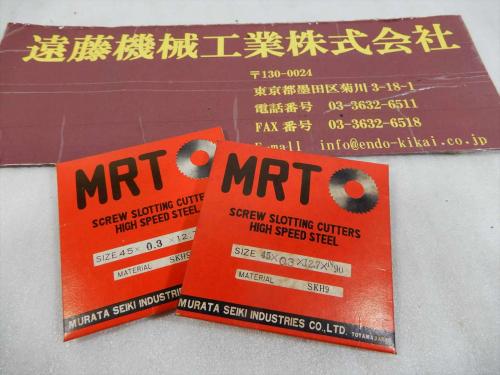 遠藤機械工業株式会社
〒130-0024
東京都墨田区菊川3-18-1
電話番号 03-3632-6511
FAX番号 03-3632-6518
E-mail info@endo-kikai.co.jp
MRT
SCREW SLOTTING CUTTERS
HIGH SPEED STEEL
SIZE 45× 0.3 ×12.7
MATERIAL SKH9
MURATA SEIKI INDUSTRIES
MRT
SCREW SLOTTING CUTTERS
HIGH SPEED STEEL
SIZE 45×0.3×12.7×
MATERIAL SKH9
MURATA SEIKI INDUSTRIES CO.,LTD.